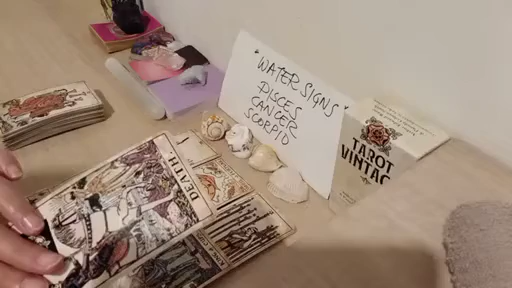 "WATER SIGNS"
PISCES
CANCER
SCORPIO
TAROT
VINTAG
DEATH